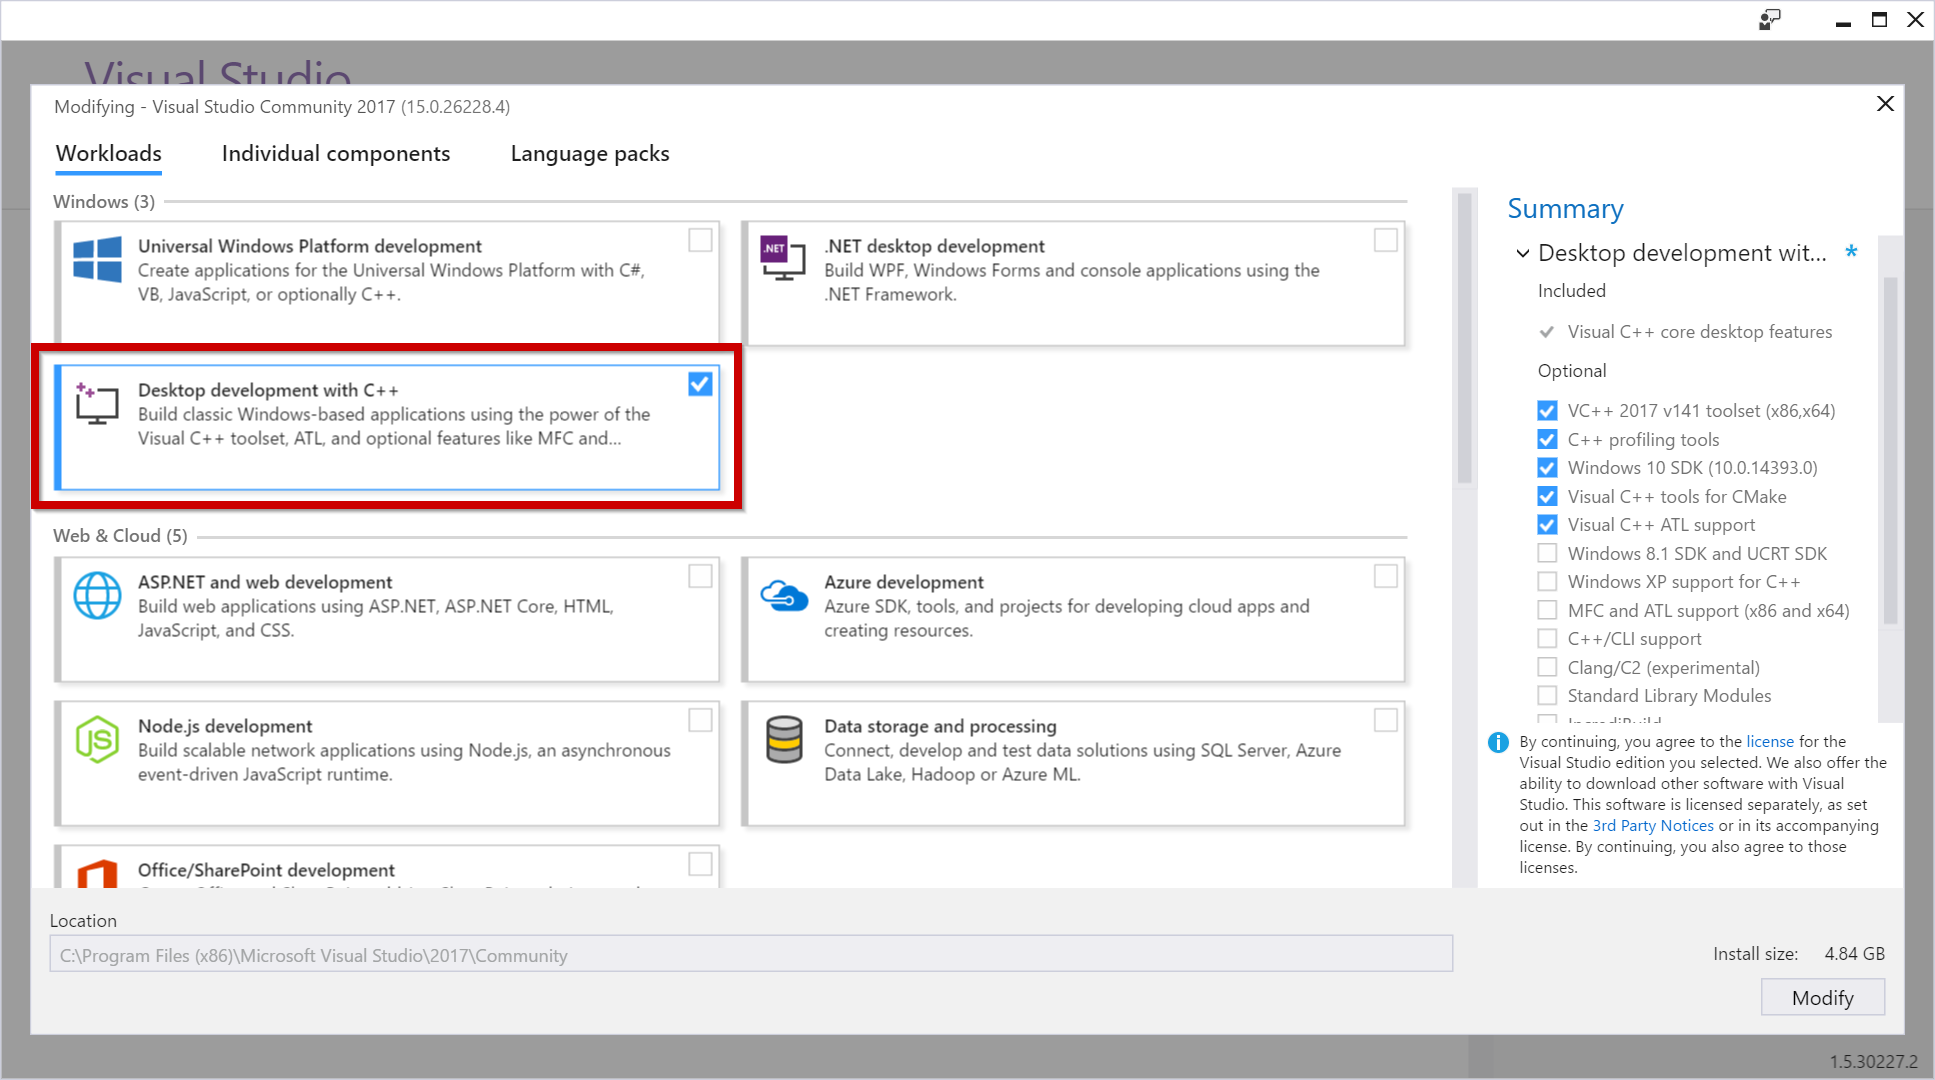 Visual Studio
Modifying - Visual Studio Community 2017 (15.0.26228.4)
Workloads
Individual components
Language packs
Windows (3)
Universal Windows Platform development
Create applications for the Universal Windows Platform with C#,
VB, JavaScript, or optionally C++.
.NET
.NET desktop development
Build WPF, Windows Forms and console applications using the
.NET Framework.
Desktop development with C++
Build classic Windows-based applications using the power of the
Visual C++ toolset, ATL, and optional features like MFC and...
Web & Cloud (5)
ASP.NET and web development
Build web applications using ASP.NET, ASP.NET Core, HTML,
JavaScript, and CSS.
Azure development
Azure SDK, tools, and projects for developing cloud apps and
creating resources.
JS
Node.js development
Build scalable network applications using Node.js, an asynchronous
event-driven JavaScript runtime.
Data storage and processing
Connect, develop and test data solutions using SQL Server, Azure
Data Lake, Hadoop or Azure ML.
Office/SharePoint development
Summary
Desktop development wit... *
Included
Visual C++ core desktop features
Optional
VC++ 2017 v141 toolset (x86,x64)
C++ profiling tools
Windows 10 SDK (10.0.14393.0)
Visual C++ tools for CMake
Visual C++ ATL support
Windows 8.1 SDK and UCRT SDK
Windows XP support for C++
MFC and ATL support (x86 and x64)
C++/CLI support
Clang/C2 (experimental)
Standard Library Modules
IncrediBuild
By continuing, you agree to the license for the
Visual Studio edition you selected. We also offer the
ability to download other software with Visual
Studio. This software is licensed separately, as set
out in the 3rd Party Notices or in its accompanying
license. By continuing, you also agree to those
licenses.
Location
C:\Program Files (x86)\Microsoft Visual Studio\2017\Community
Install size: 4.84 GB
Modify
1.5.30227.2